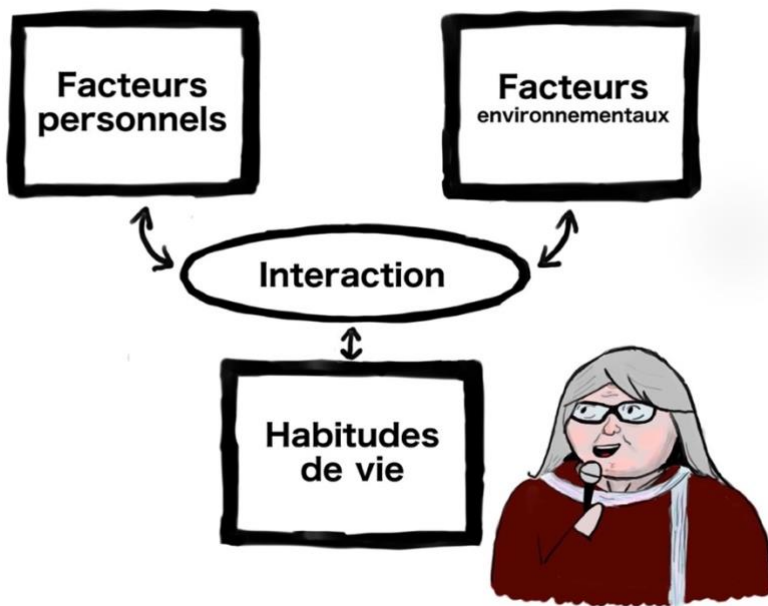 Facteurs
personnels
Facteurs
environnementaux
Interaction
Habitudes
de vie